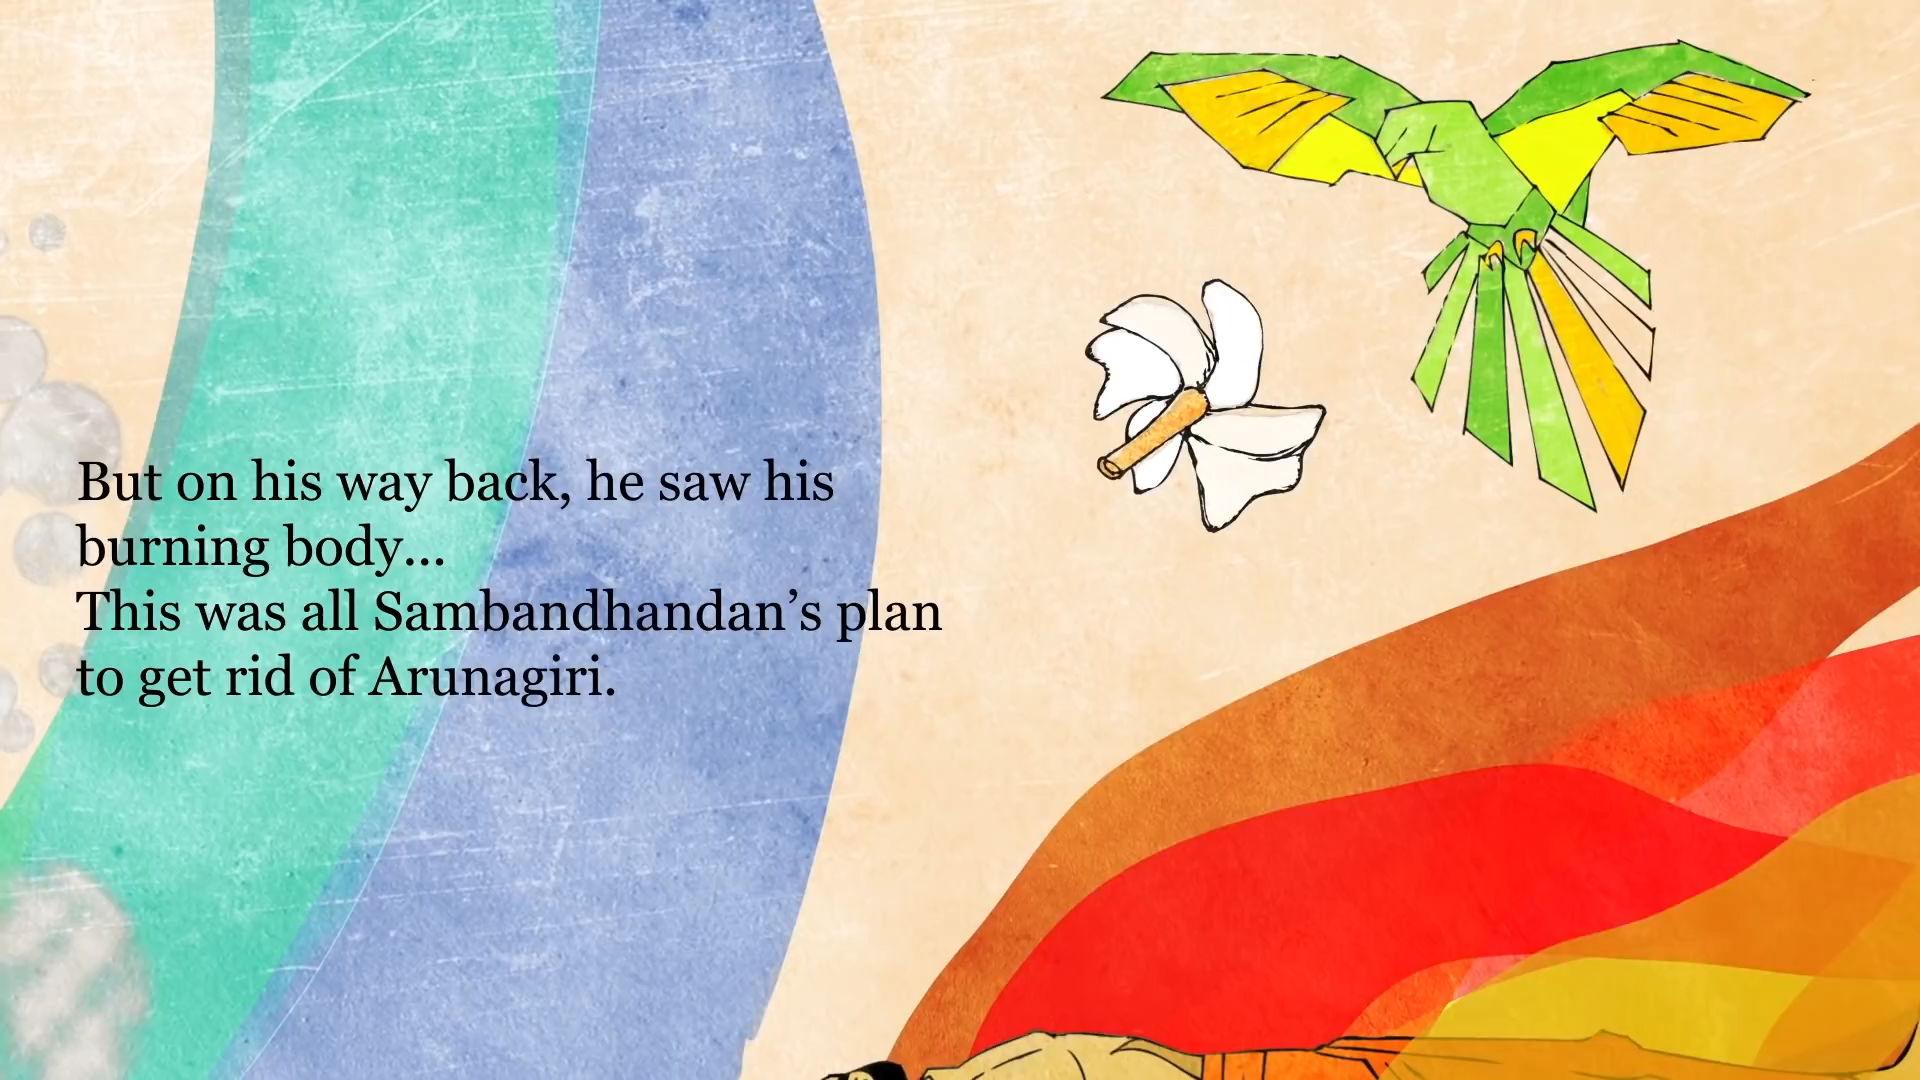 But on his way back, he saw his
burning body...
This was all Sambandhandan’s plan
to get rid of Arunagiri.